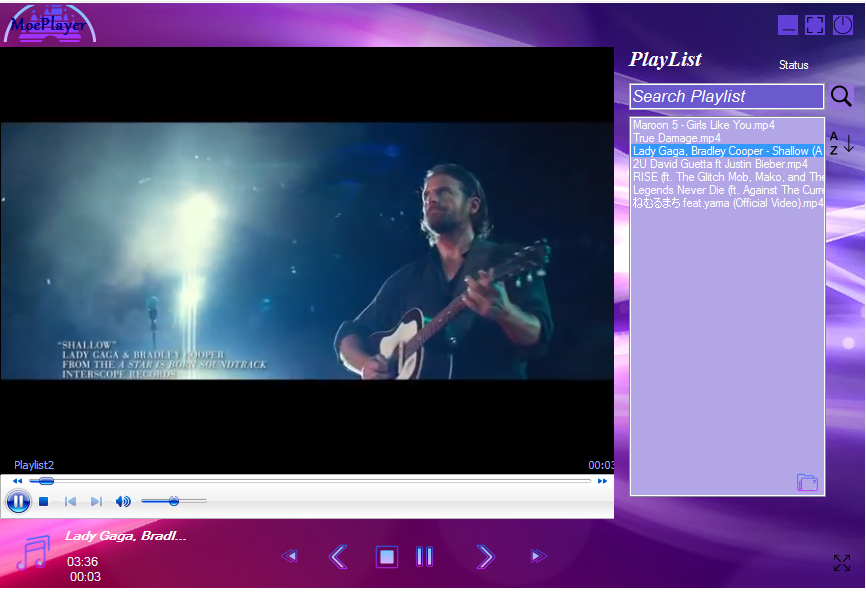 MoePlayer
PlayList
Status
Search Playlist
Maroon 5 - Girls Like You.mp4
True Damage.mp4
Lady Gaga, Bradley Cooper - Shallow (A
2U David Guetta ft Justin Bieber.mp4
RISE (ft. The Glitch Mob, Mako, and The
Legends Never Die (ft. Against The Curre
ねむるまち feat.yama (Official Video).mp4
A
Z
"SHALLOW"
LADY GAGA & BRADLEY COOPER
FROM THE A STAR IS BORN SOUNDTRACK
INTERSCOPE RECORDS
Playlist2
00:03
Lady Gaga, Bradl...
03:36
00:03